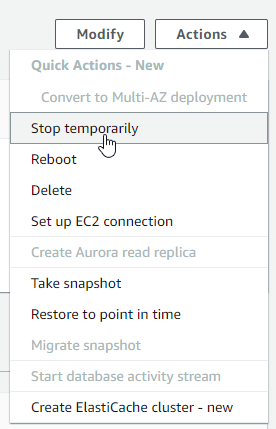 Modify
Actions
Quick Actions - New
Convert to Multi-AZ deployment
Stop temporarily
Reboot
Delete
Set up EC2 connection
Create Aurora read replica
Take snapshot
Restore to point in time
Migrate snapshot
Start database activity stream
Create ElastiCache cluster - new